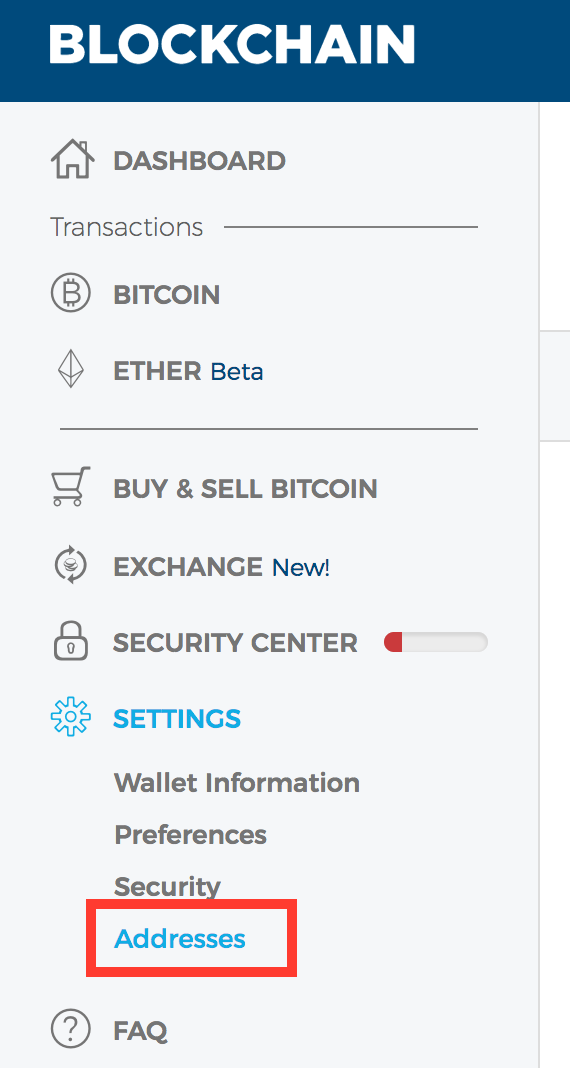 BLOCKCHAIN
DASHBOARD
Transactions
BITCOIN
ETHER Beta
BUY & SELL BITCOIN
EXCHANGE New!
SECURITY CENTER
SETTINGS
Wallet Information
Preferences
Security
Addresses
FAQ